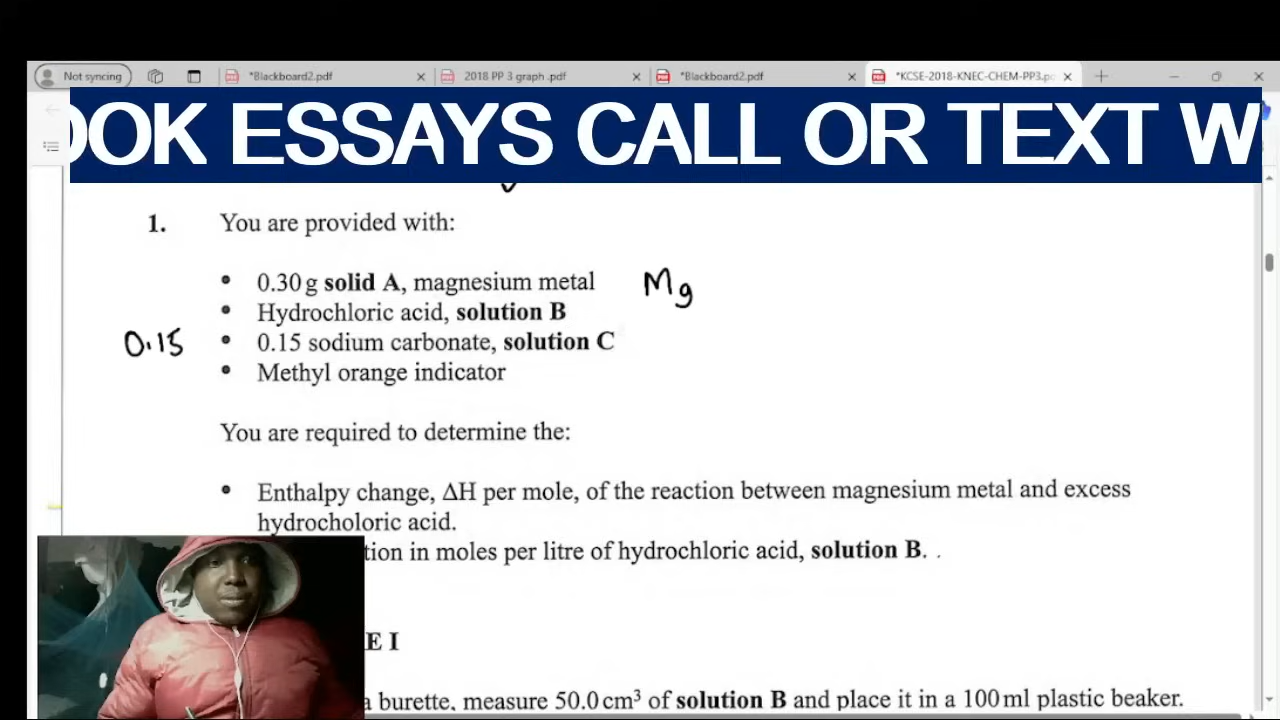 Not syncing
*Blackboard2.pdf
2018 PP 3 graph .pdf
*Blackboard2.pdf
*KCSE-2018-KNEC-CHEM-PP3.p
OOK ESSAYS CALL OR TEXT W
1. You are provided with:
• 0.30 g solid A, magnesium metal
Mg
• Hydrochloric acid, solution B
0.15
• 0.15 sodium carbonate, solution C
• Methyl orange indicator
You are required to determine the:
• Enthalpy change, ΔH per mole, of the reaction between magnesium metal and excess
hydrocholoric acid.
tion in moles per litre of hydrochloric acid, solution B. .
E I
a burette, measure 50.0 cm³ of solution B and place it in a 100 ml plastic beaker.